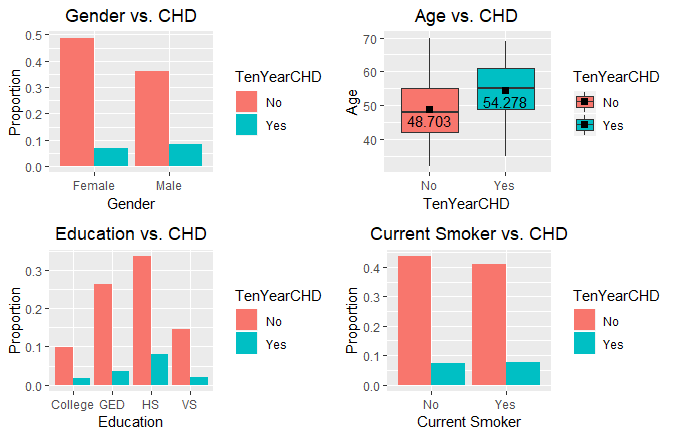 Gender vs. CHD
Proportion
0.5
0.4
0.3
0.2
0.1
0.0
Female Male
Gender
TenYearCHD
No
Yes
Age vs. CHD
Age
70
60
50
40
48.703
54.278
No Yes
TenYearCHD
TenYearCHD
No
Yes
Education vs. CHD
Proportion
0.3
0.2
0.1
0.0
College GED HS VS
Education
TenYearCHD
No
Yes
Current Smoker vs. CHD
Proportion
0.4
0.3
0.2
0.1
0.0
No Yes
Current Smoker
TenYearCHD
No
Yes